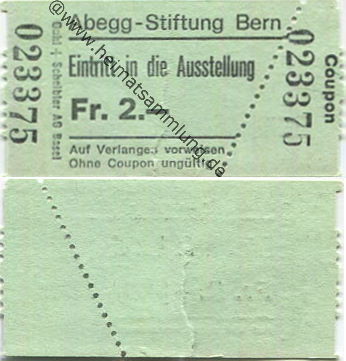 Abegg-Stiftung Bern
Eintritt in die Ausstellung
Fr. 2.—
Auf Verlangen vorweisen
Ohne Coupon ungültig
023375
Scheibler AG Basel
023375
Coupon
@www.heimatsammlung.de